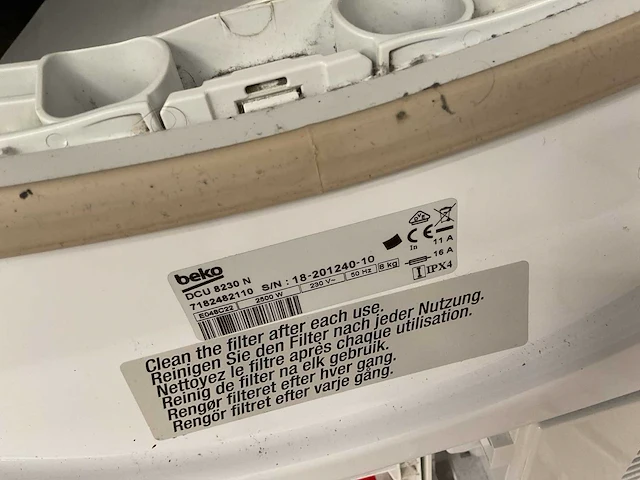 beko
DCU 8230 N
7182482110 S/N : 18-201240-10
E048C22 2500 W 230 V~ 50 Hz 8 kg
In 11 A
16 A
IPX4
Clean the filter after each use.
Reinigen Sie den Filter nach jeder Nutzung.
Nettoyez le filtre après chaque utilisation.
Reinig de filter na elk gebruik.
Rengør filteret efter hver gang.
Rengör filtret efter varje gång.